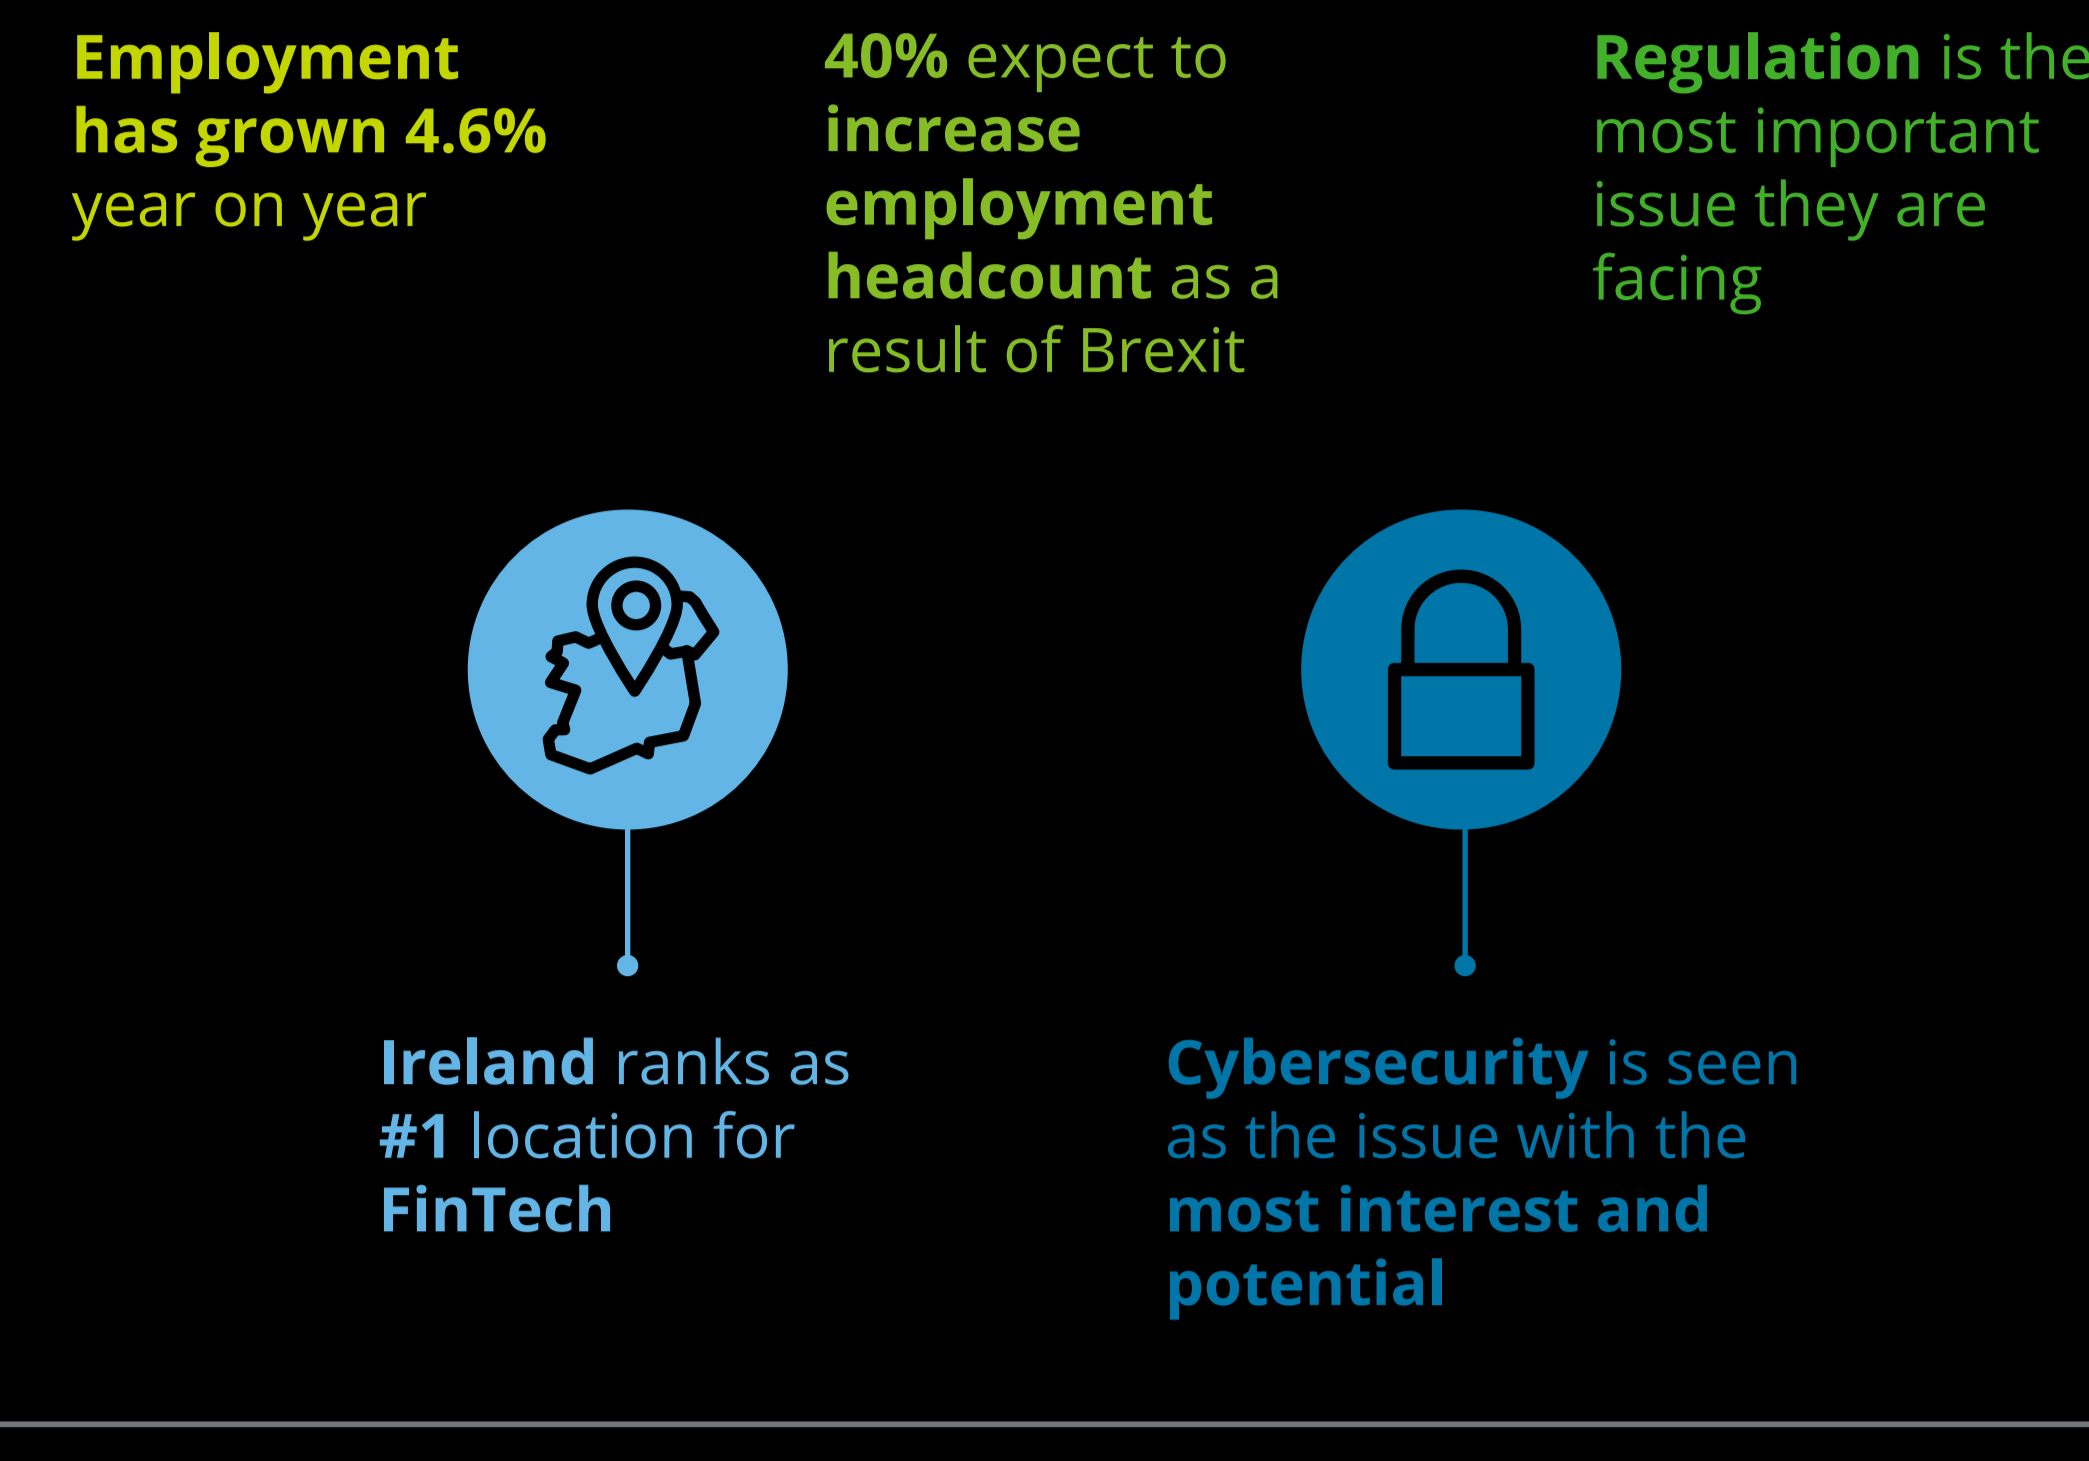 Employment
has grown 4.6%
year on year
40% expect to
increase
employment
headcount as a
result of Brexit
Regulation is the
most important
issue they are
facing
Ireland ranks as
#1 location for
FinTech
Cybersecurity is seen
as the issue with the
most interest and
potential